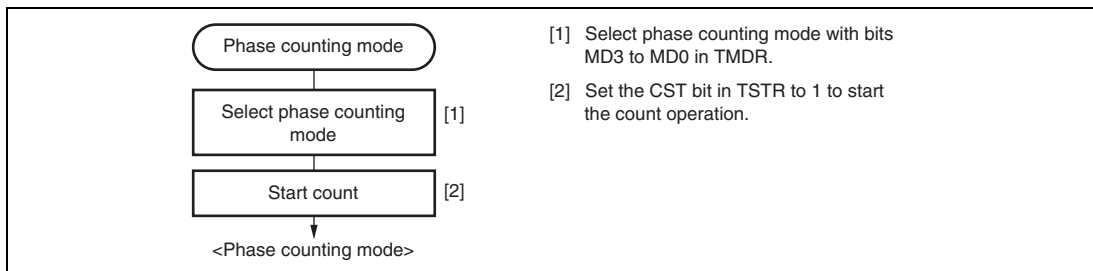 Phase counting mode
Select phase counting
mode
[1]
Start count
[2]
<Phase counting mode>
[1] Select phase counting mode with bits
MD3 to MD0 in TMDR.
[2] Set the CST bit in TSTR to 1 to start
the count operation.